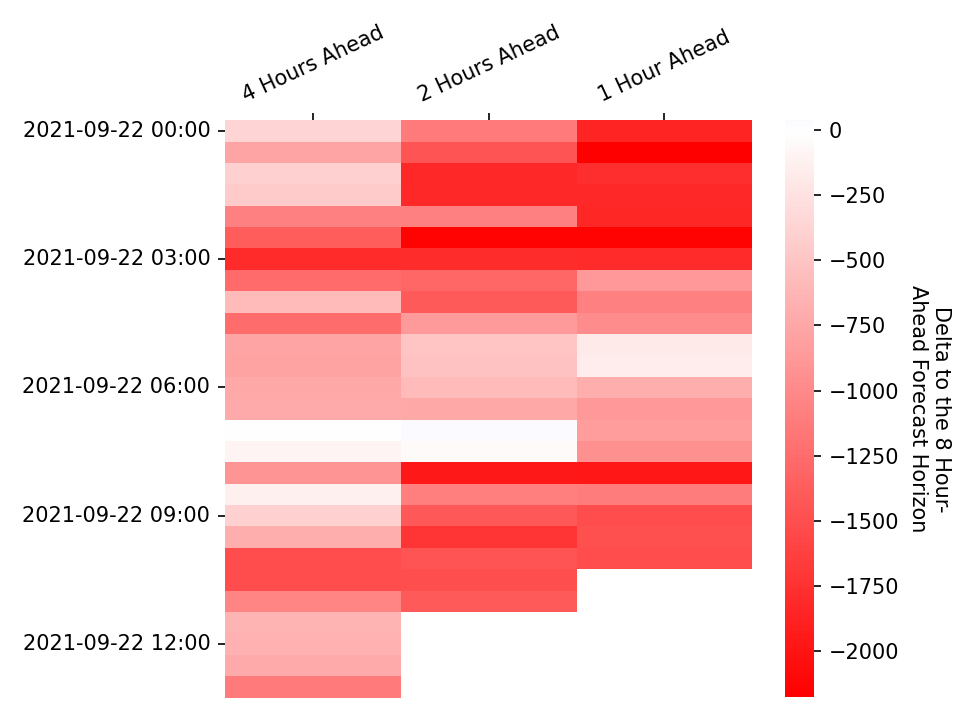 4 Hours Ahead
2 Hours Ahead
1 Hour Ahead
2021-09-22 00:00
2021-09-22 03:00
2021-09-22 06:00
2021-09-22 09:00
2021-09-22 12:00
0
−250
−500
−750
−1000
−1250
−1500
−1750
−2000
Delta to the 8 Hour-
Ahead Forecast Horizon